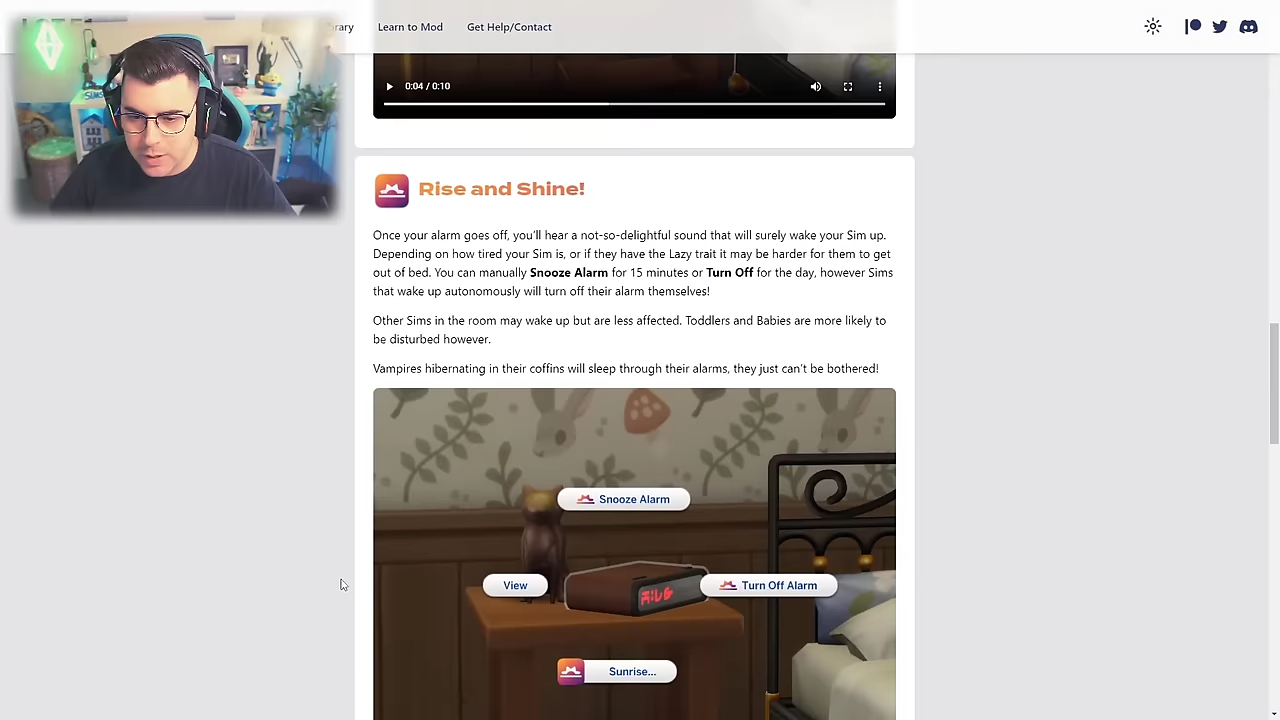 Learn to Mod
Get Help/Contact
0:04 / 0:10
Rise and Shine!
Once your alarm goes off, you'll hear a not-so-delightful sound that will surely wake your Sim up.
Depending on how tired your Sim is, or if they have the Lazy trait it may be harder for them to get
out of bed. You can manually Snooze Alarm for 15 minutes or Turn Off for the day, however Sims
that wake up autonomously will turn off their alarm themselves!
Other Sims in the room may wake up but are less affected. Toddlers and Babies are more likely to
be disturbed however.
Vampires hibernating in their coffins will sleep through their alarms, they just can't be bothered!
Snooze Alarm
View
Turn Off Alarm
Sunrise...